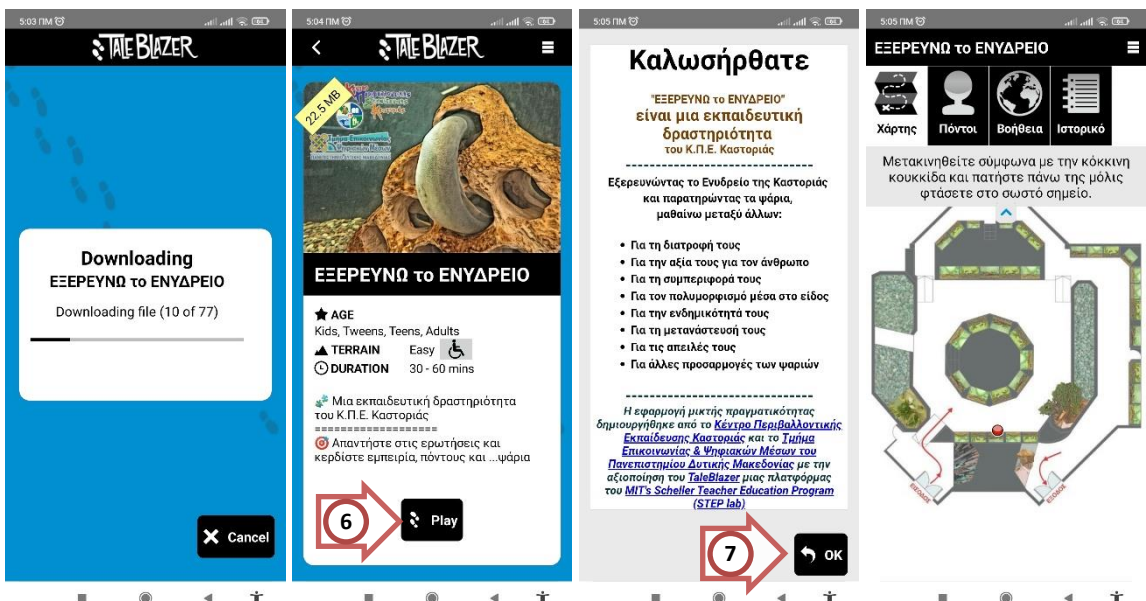 5:03 ΠΜ
64
TALEBLAZER
Downloading
ΕΞΕΡΕΥΝΩ το ΕΝΥΔΡΕΙΟ
Downloading file (10 of 77)
Cancel
5:04 ΠΜ
64
TALEBLAZER
22.5 MB
ΕΞΕΡΕΥΝΩ το ΕΝΥΔΡΕΙΟ
AGE
Kids, Tweens, Teens, Adults
TERRAIN Easy
DURATION 30 - 60 mins
Μια εκπαιδευτική δραστηριότητα
του Κ.Π.Ε. Καστοριάς
==================
Απαντήστε στις ερωτήσεις και
κερδίστε εμπειρία, πόντους και ...ψάρια
6
Play
5:05 ΠΜ
Καλωσήρθατε
"ΕΞΕΡΕΥΝΩ το ΕΝΥΔΡΕΙΟ"
είναι μια εκπαιδευτική
δραστηριότητα
του Κ.Π.Ε. Καστοριάς
Εξερευνώντας το Ενυδρείο της Καστοριάς
και παρατηρώντας τα ψάρια,
μαθαίνω μεταξύ άλλων:
• Για τη διατροφή τους
• Για την αξία τους για τον άνθρωπο
• Για τη συμπεριφορά τους
• Για τον πολυμορφισμό μέσα στο είδος
• Για την ενδημικότητά τους
• Για τη μετανάστευσή τους
• Για τις απειλές τους
• Για άλλες προσαρμογές των ψαριών
Η εφαρμογή μικτής πραγματικότητας
δημιουργήθηκε από το Κέντρο Περιβαλλοντικής
Εκπαίδευσης Καστοριάς και το Τμήμα
Επικοινωνίας & Ψηφιακών Μέσων του
Πανεπιστημίου Δυτικής Μακεδονίας με την
αξιοποίηση του TaleBlazer μιας πλατφόρμας
του MIT's Scheller Teacher Education Program
(STEP lab)
7
OK
5:05 ΠΜ
ΕΞΕΡΕΥΝΩ το ΕΝΥΔΡΕΙΟ
Χάρτης Πόντοι Βοήθεια Ιστορικό
Μετακινηθείτε σύμφωνα με την κόκκινη
κουκκίδα και πατήστε πάνω της μόλις
φτάσετε στο σωστό σημείο.
ΕΙΣΟΔΟΣ